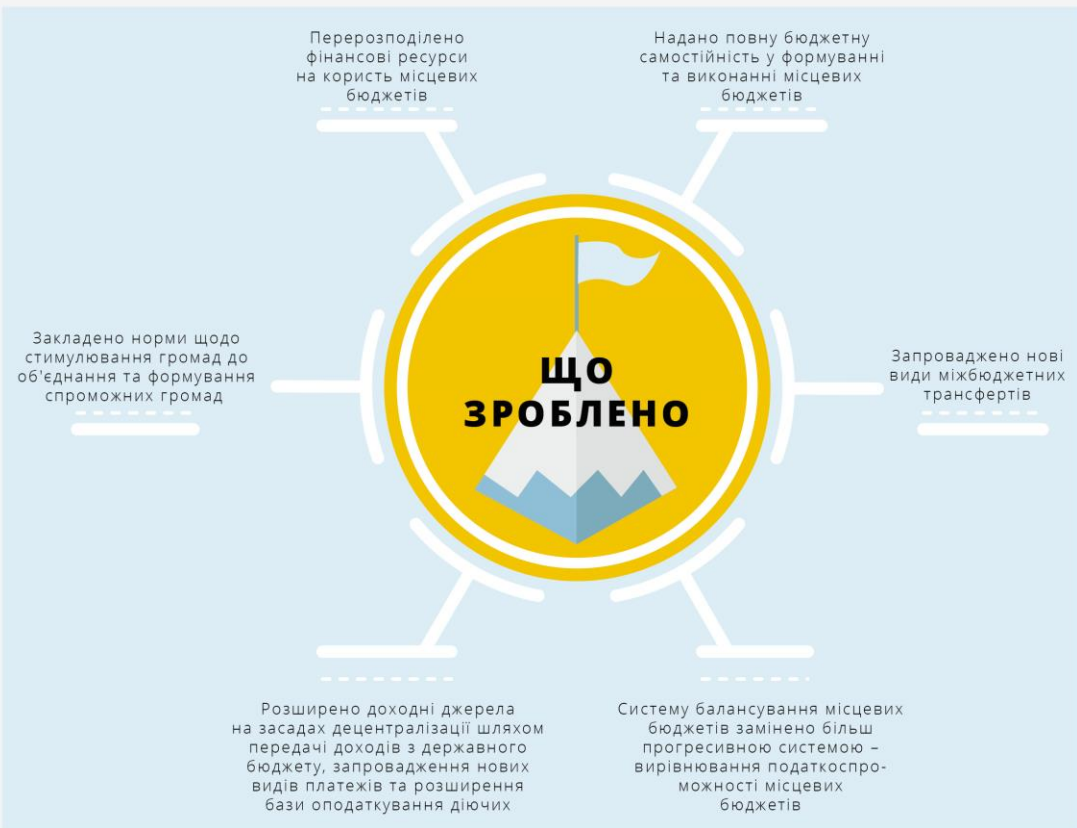 Перерозподілено
фінансові ресурси
на користь місцевих
бюджетів
Надано повну бюджетну
самостійність у формуванні
та виконанні місцевих
бюджетів
Закладено норми щодо
стимулювання громад до
об'єднання та формування
спроможних громад
ЩО
ЗРОБЛЕНО
Запроваджено нові
види міжбюджетних
трансфертів
Розширено доходні джерела
на засадах децентралізації шляхом
передачі доходів з державного
бюджету, запровадження нових
видів платежів та розширення
бази оподаткування діючих
Систему балансування місцевих
бюджетів замінено більш
прогресивною системою –
вирівнювання податкоспро-
можності місцевих
бюджетів